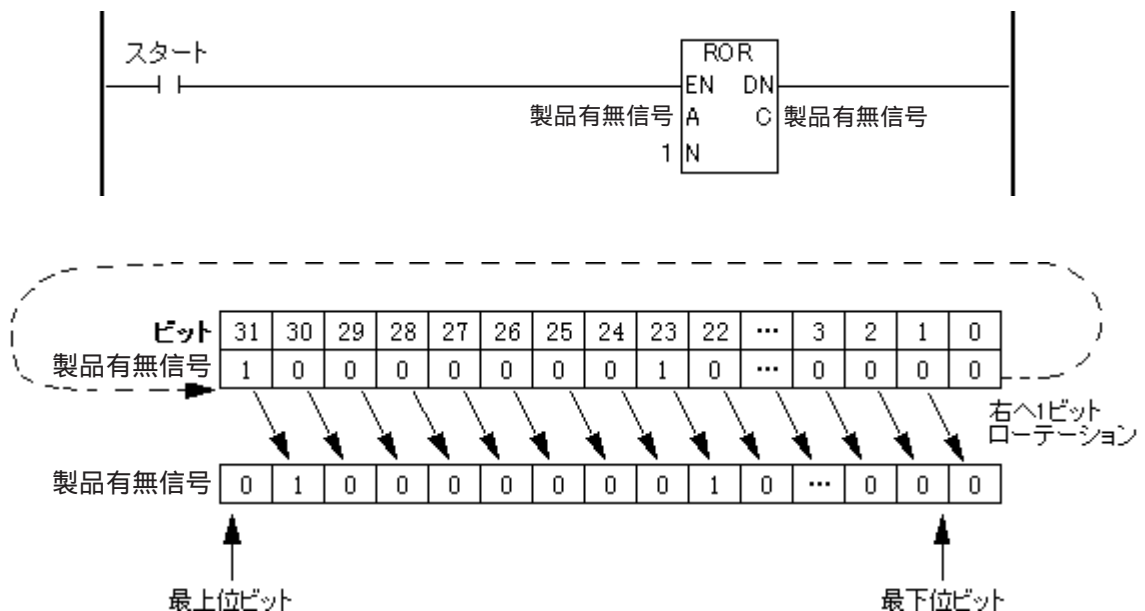 スタート
ROR
EN DN
製品有無信号 A C 製品有無信号
1 N
ビット 31 30 29 28 27 26 25 24 23 22 … 3 2 1 0
製品有無信号 1 0 0 0 0 0 0 0 1 0 … 0 0 0 0
右へ1ビット
ローテーション
製品有無信号 0 1 0 0 0 0 0 0 0 1 0 … 0 0 0
最上位ビット 最下位ビット